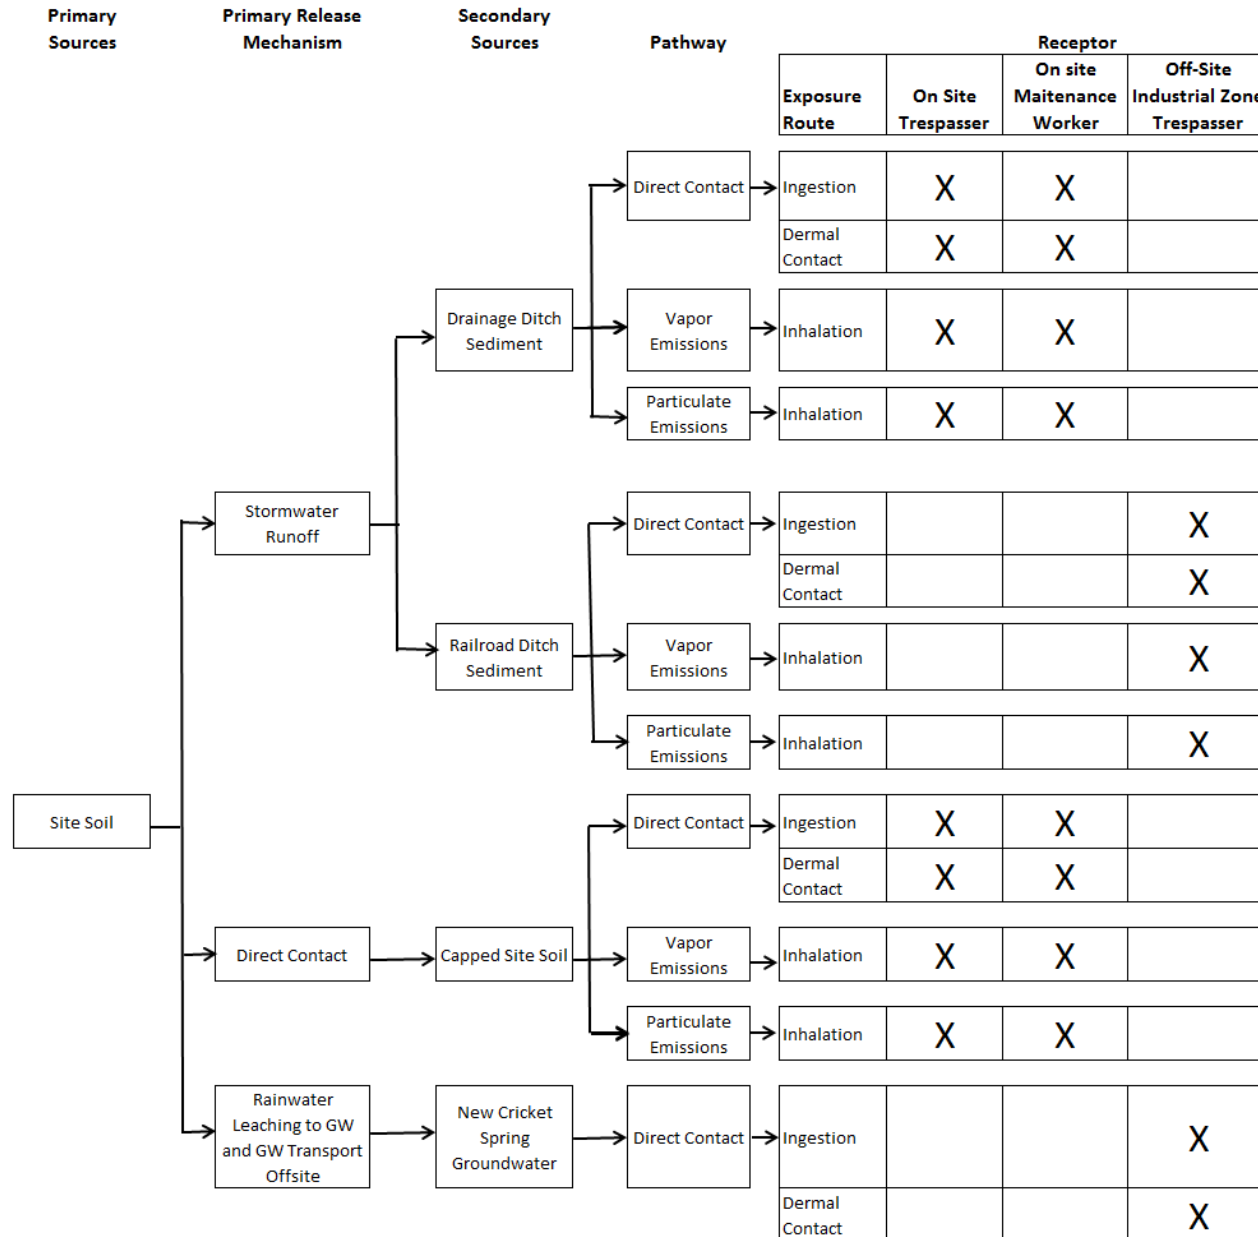 Primary
Sources
Primary Release
Mechanism
Secondary
Sources
Pathway
Receptor
Exposure
Route
On Site
Trespasser
On site
Maitenance
Worker
Off-Site
Industrial Zone
Trespasser
Direct Contact
Ingestion
X
X
Dermal
Contact
X
X
Drainage Ditch
Sediment
Vapor
Emissions
Inhalation
X
X
Particulate
Emissions
Inhalation
X
X
Stormwater
Runoff
Direct Contact
Ingestion
X
Dermal
Contact
X
Railroad Ditch
Sediment
Vapor
Emissions
Inhalation
X
Particulate
Emissions
Inhalation
X
Site Soil
Direct Contact
Ingestion
X
X
Dermal
Contact
X
X
Direct Contact
Capped Site Soil
Vapor
Emissions
Inhalation
X
X
Particulate
Emissions
Inhalation
X
X
Rainwater
Leaching to GW
and GW Transport
Offsite
New Cricket
Spring
Groundwater
Direct Contact
Ingestion
X
Dermal
Contact
X